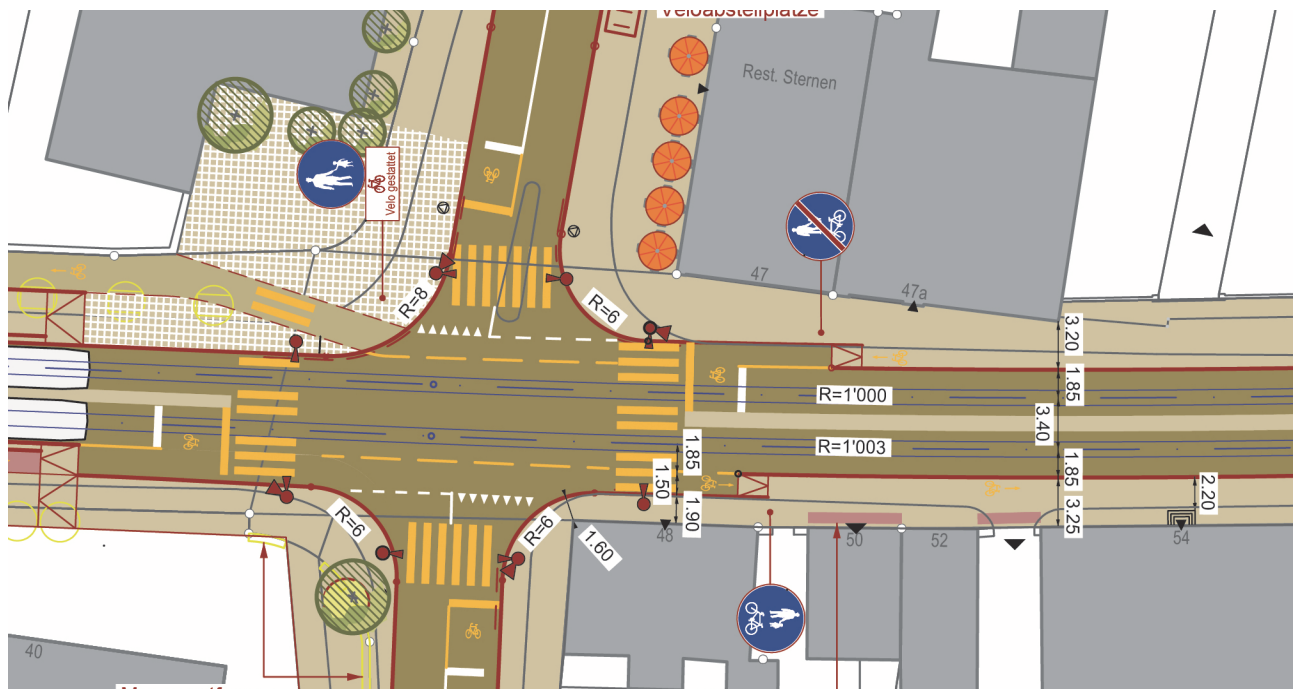 Veloabstellplätze
Rest. Sternen
Velo gestattet
R=8
R=6
47
47a
3.20
R=1'000
1.85
3.40
R=1'003
1.85
1.50
1.85
1.90
2.20
3.25
R=6
R=6
1.60
48
50
52
54
40